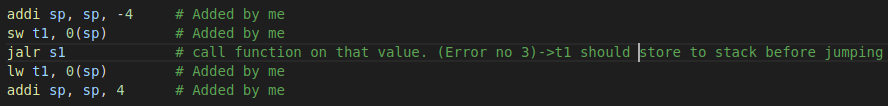 addi sp, sp, -4     # Added by me
sw t1, 0(sp)        # Added by me
jalr s1             # call function on that value. (Error no 3)->t1 should store to stack before jumping
lw t1, 0(sp)        # Added by me
addi sp, sp, 4      # Added by me